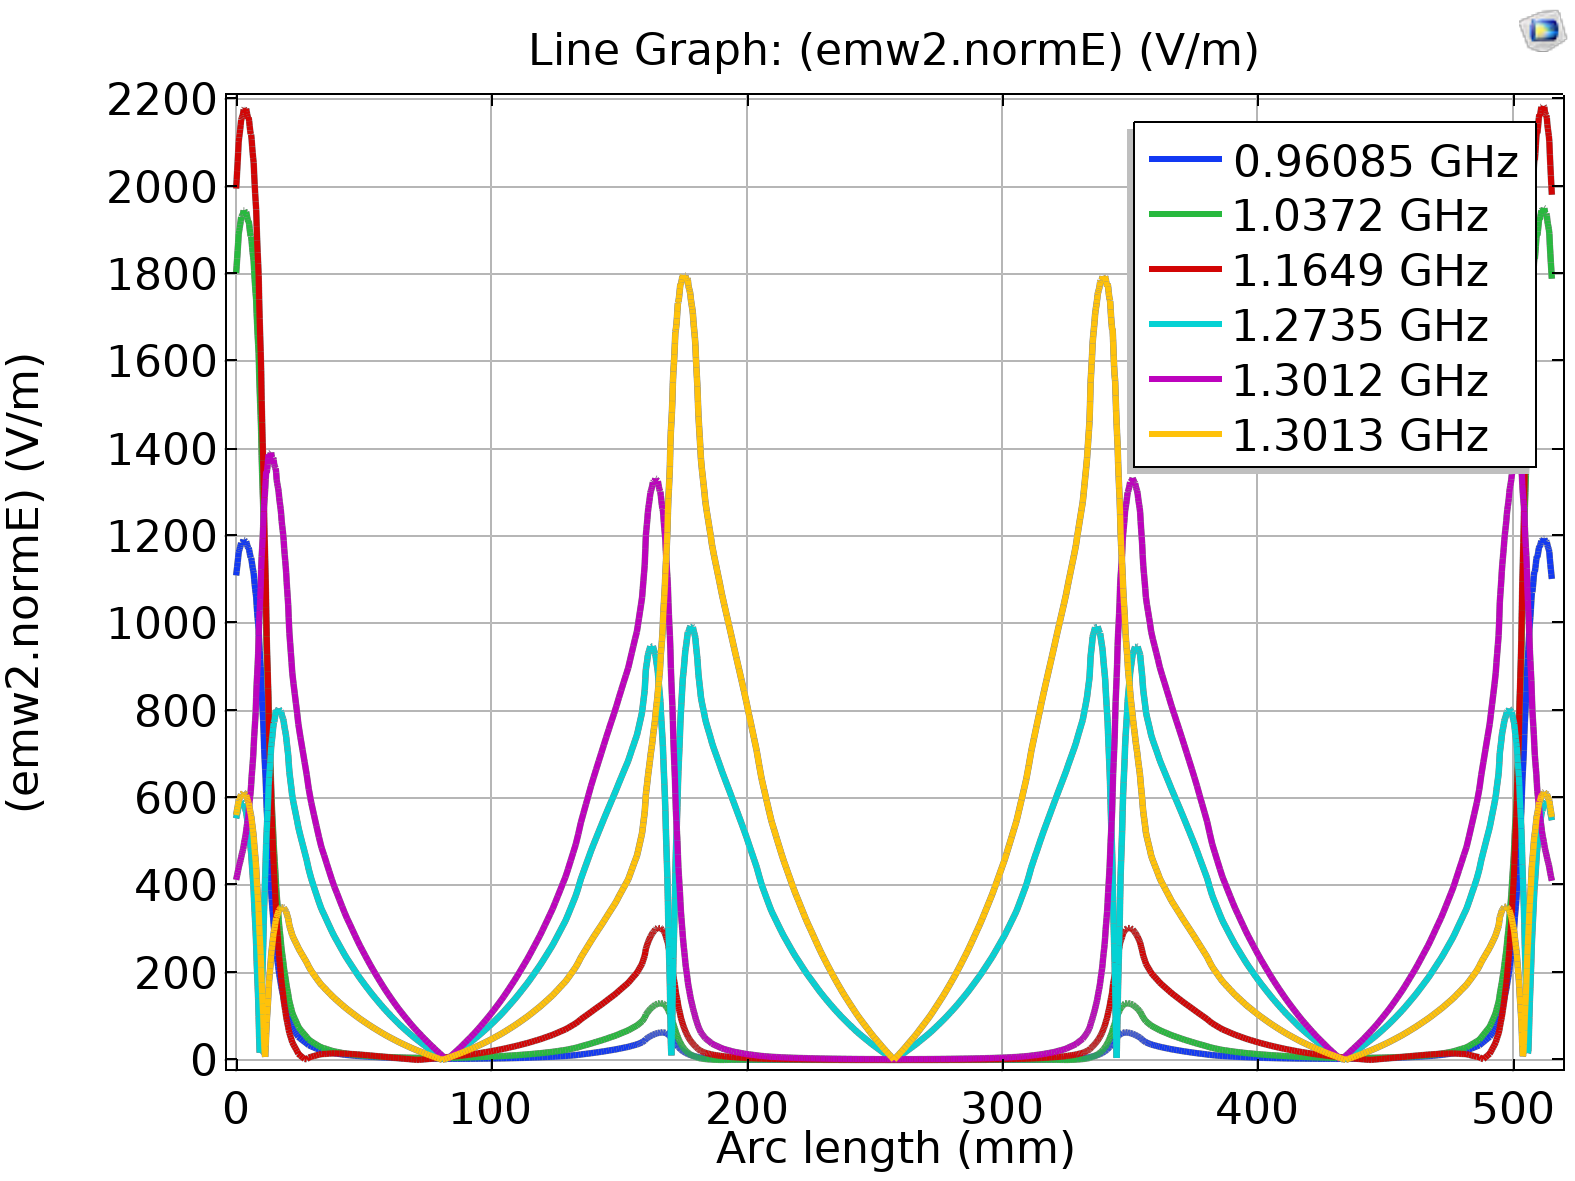 Line Graph: (emw2.normE) (V/m)
(emw2.normE) (V/m)
2200
2000
1800
1600
1400
1200
1000
800
600
400
200
0
0.96085 GHz
1.0372 GHz
1.1649 GHz
1.2735 GHz
1.3012 GHz
1.3013 GHz
0 100 200 300 400 500
Arc length (mm)